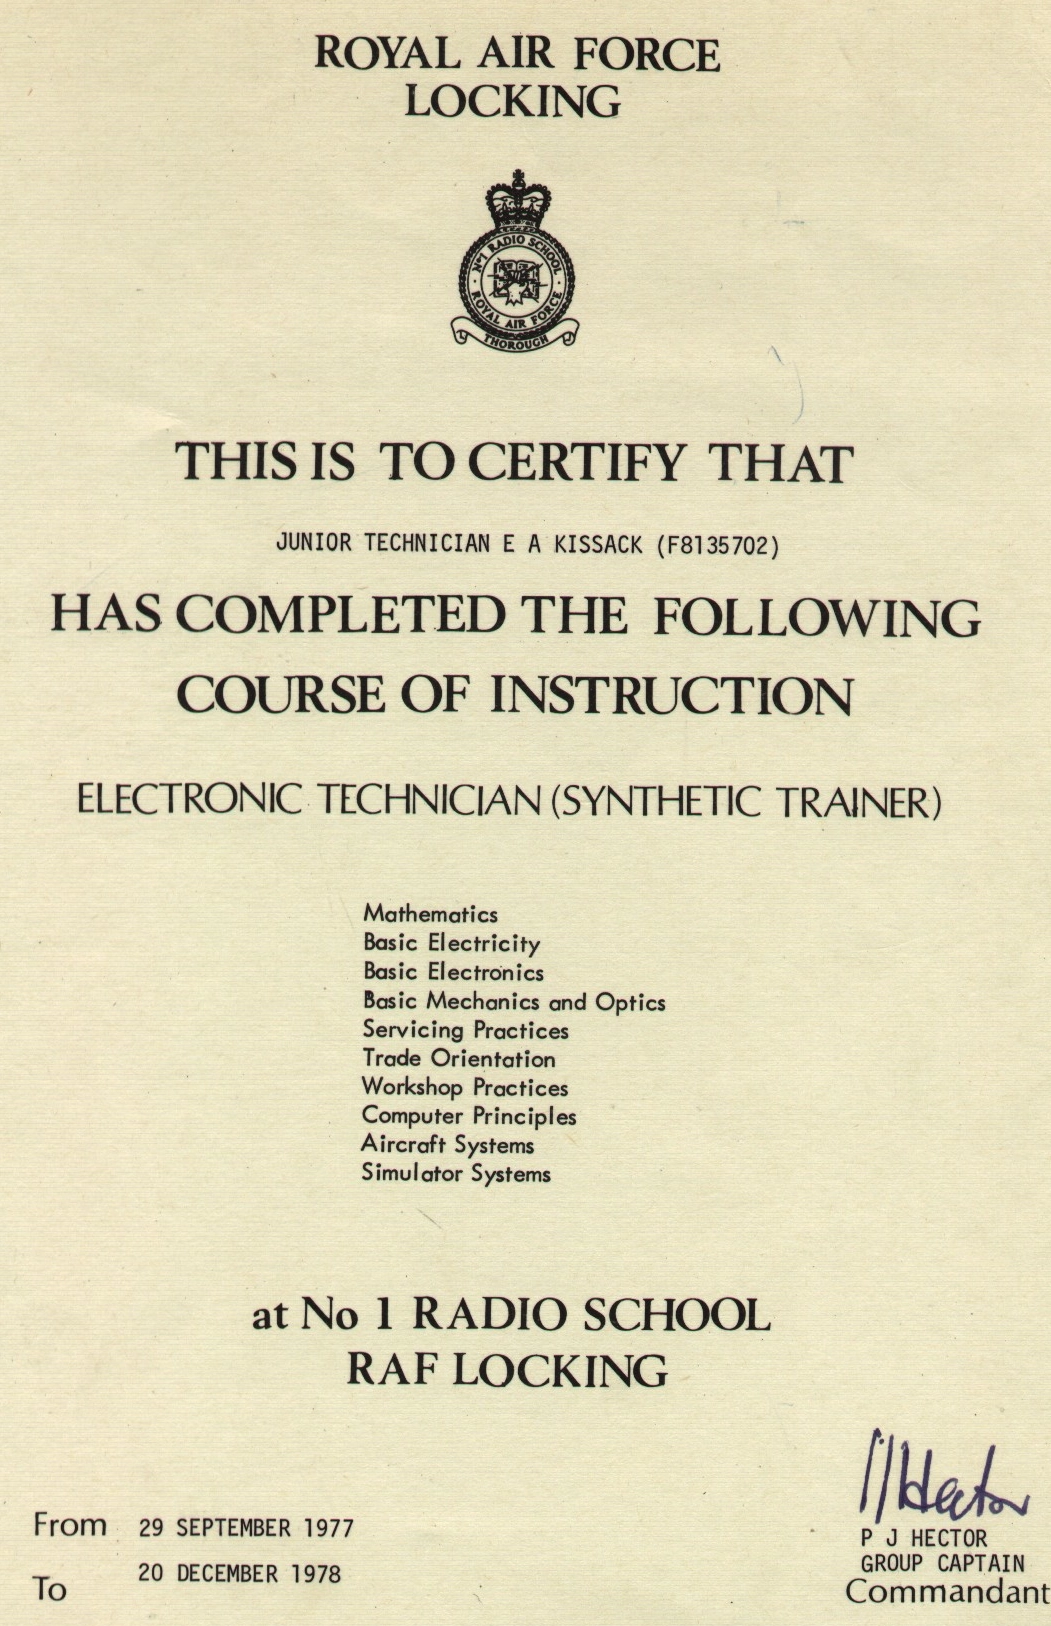 ROYAL AIR FORCE
LOCKING
Nº1 RADIO SCHOOL
ROYAL AIR FORCE
THOROUGH
THIS IS TO CERTIFY THAT
JUNIOR TECHNICIAN E A KISSACK (F8135702)
HAS COMPLETED THE FOLLOWING
COURSE OF INSTRUCTION
ELECTRONIC TECHNICIAN (SYNTHETIC TRAINER)
Mathematics
Basic Electricity
Basic Electronics
Basic Mechanics and Optics
Servicing Practices
Trade Orientation
Workshop Practices
Computer Principles
Aircraft Systems
Simulator Systems
at No 1 RADIO SCHOOL
RAF LOCKING
From 29 SEPTEMBER 1977
To 20 DECEMBER 1978
PJHector
P J HECTOR
GROUP CAPTAIN
Commandant